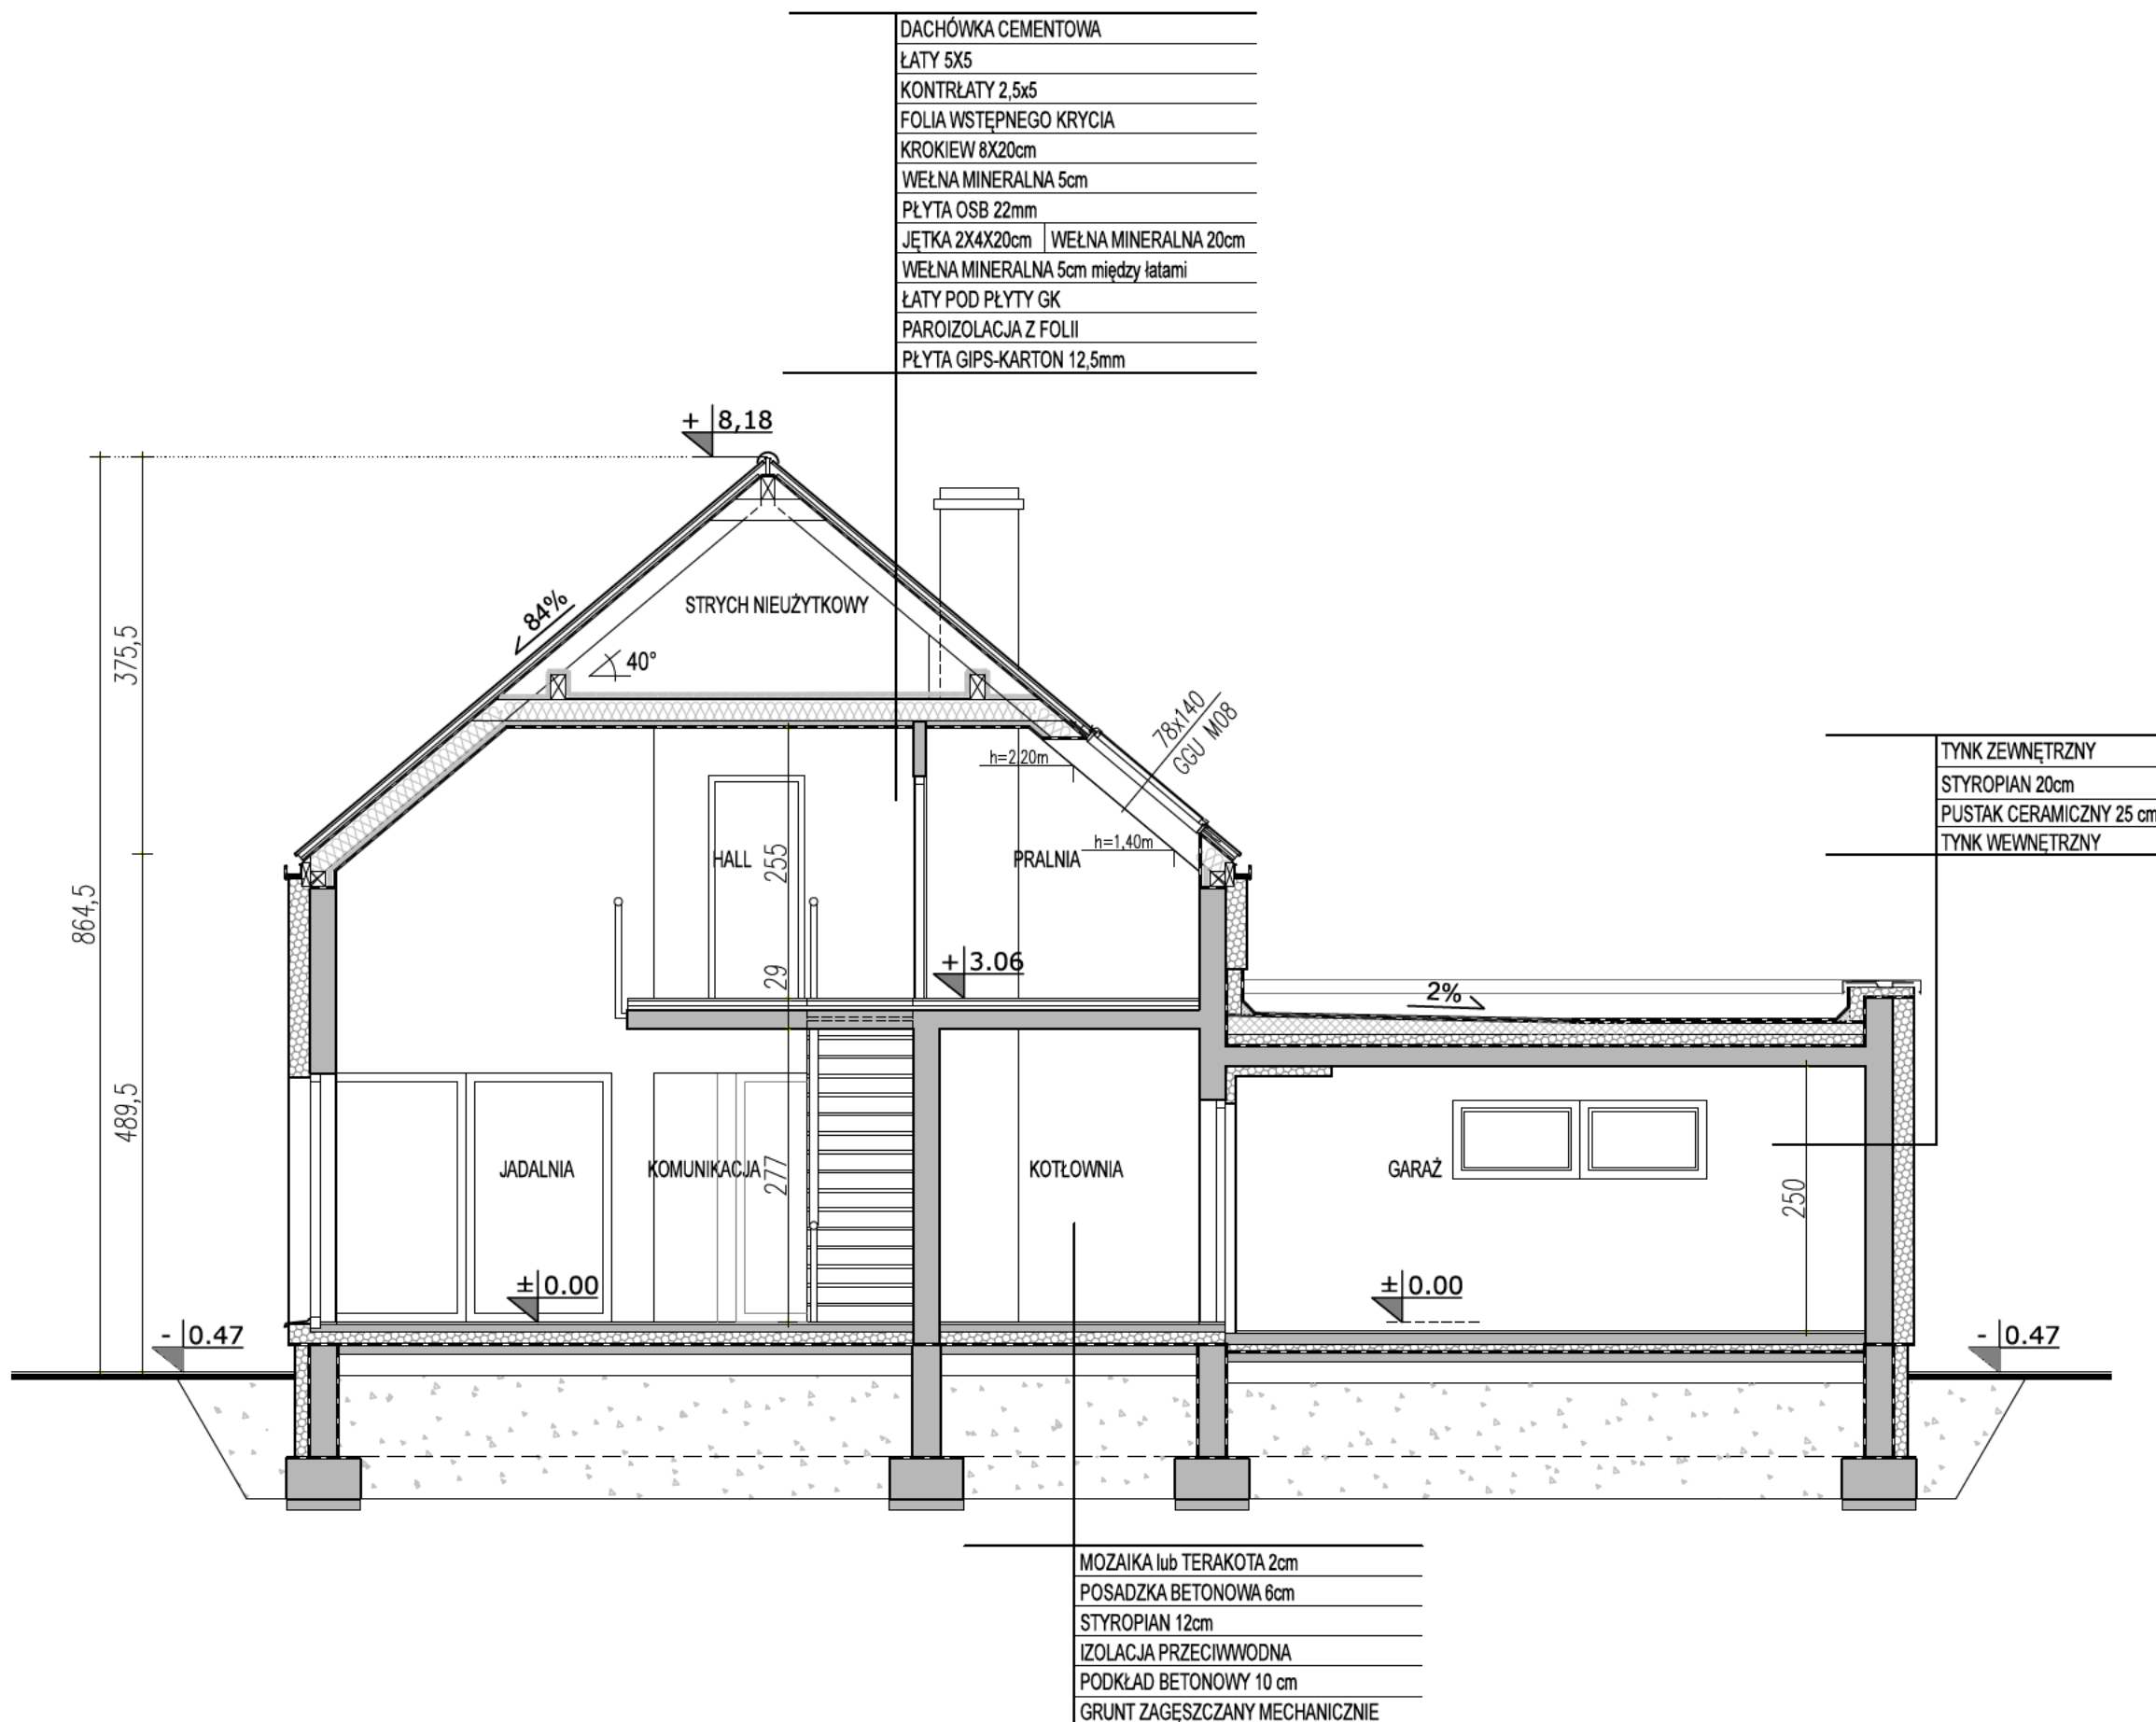 DACHÓWKA CEMENTOWA
ŁATY 5X5
KONTRŁATY 2,5x5
FOLIA WSTĘPNEGO KRYCIA
KROKIEW 8X20cm
WEŁNA MINERALNA 5cm
PŁYTA OSB 22mm
JĘTKA 2X4X20cm WEŁNA MINERALNA 20cm
WEŁNA MINERALNA 5cm między łatami
ŁATY POD PŁYTY GK
PAROIZOLACJA Z FOLII
PŁYTA GIPS-KARTON 12,5mm
+ 8,18
84%
STRYCH NIEUŻYTKOWY
40°
375,5
78x140
GGU M08
h=2,20m
h=1,40m
TYNK ZEWNĘTRZNY
STYROPIAN 20cm
PUSTAK CERAMICZNY 25 cm
TYNK WEWNĘTRZNY
HALL
255
PRALNIA
864,5
29
+ 3.06
2%
489,5
JADALNIA
KOMUNIKACJA
277
KOTŁOWNIA
GARAŻ
250
± 0.00
± 0.00
- 0.47
- 0.47
MOZAIKA lub TERAKOTA 2cm
POSADZKA BETONOWA 6cm
STYROPIAN 12cm
IZOLACJA PRZECIWWODNA
PODKŁAD BETONOWY 10 cm
GRUNT ZAGĘSZCZANY MECHANICZNIE